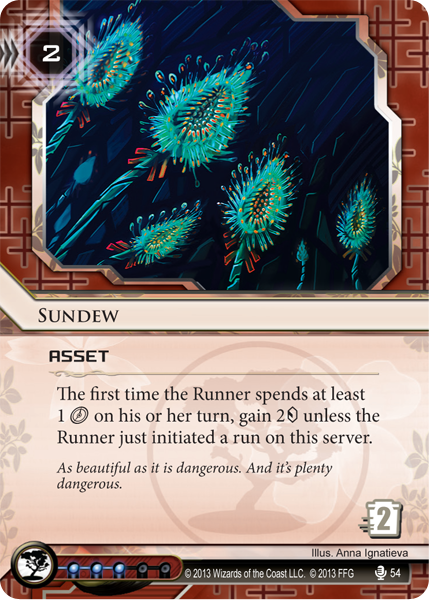 2
SUNDEW
ASSET
The first time the Runner spends at least
1 on his or her turn, gain 2 unless the
Runner just initiated a run on this server.
As beautiful as it is dangerous. And it's plenty
dangerous.
2
Illus. Anna Ignatieva
© 2013 Wizards of the Coast LLC. © 2013 FFG 54